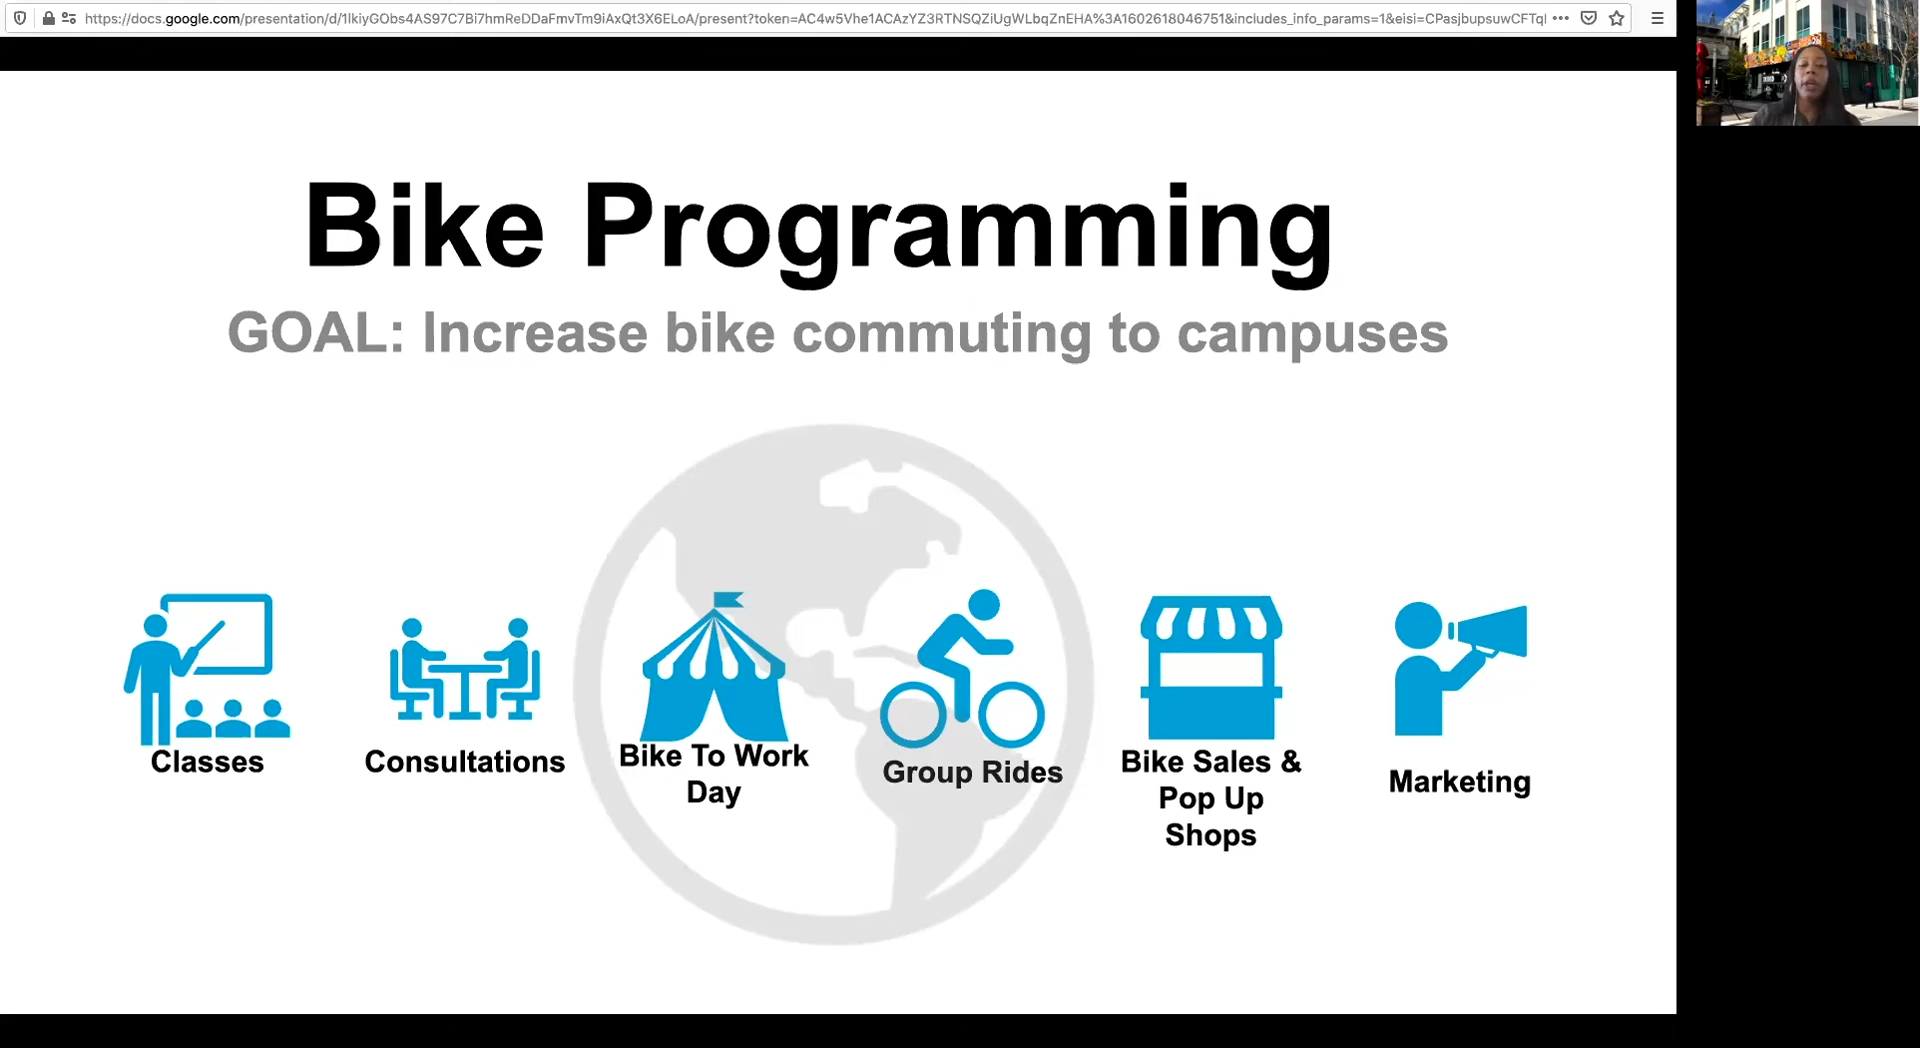 https://docs.google.com/presentation/d/1lkiyGObs4AS97C7Bi7hmReDDaFmvTm9iAxQt3X6ELoA/present?token=AC4w5Vhe1ACAzYZ3RTNSQZiUgWLbqZnEHA%3A1602618046751&includes_info_params=1&eisi=CPasjbupsuwCFTql
Bike Programming
GOAL: Increase bike commuting to campuses
Classes
Consultations
Bike To Work
Day
Group Rides
Bike Sales &
Pop Up
Shops
Marketing